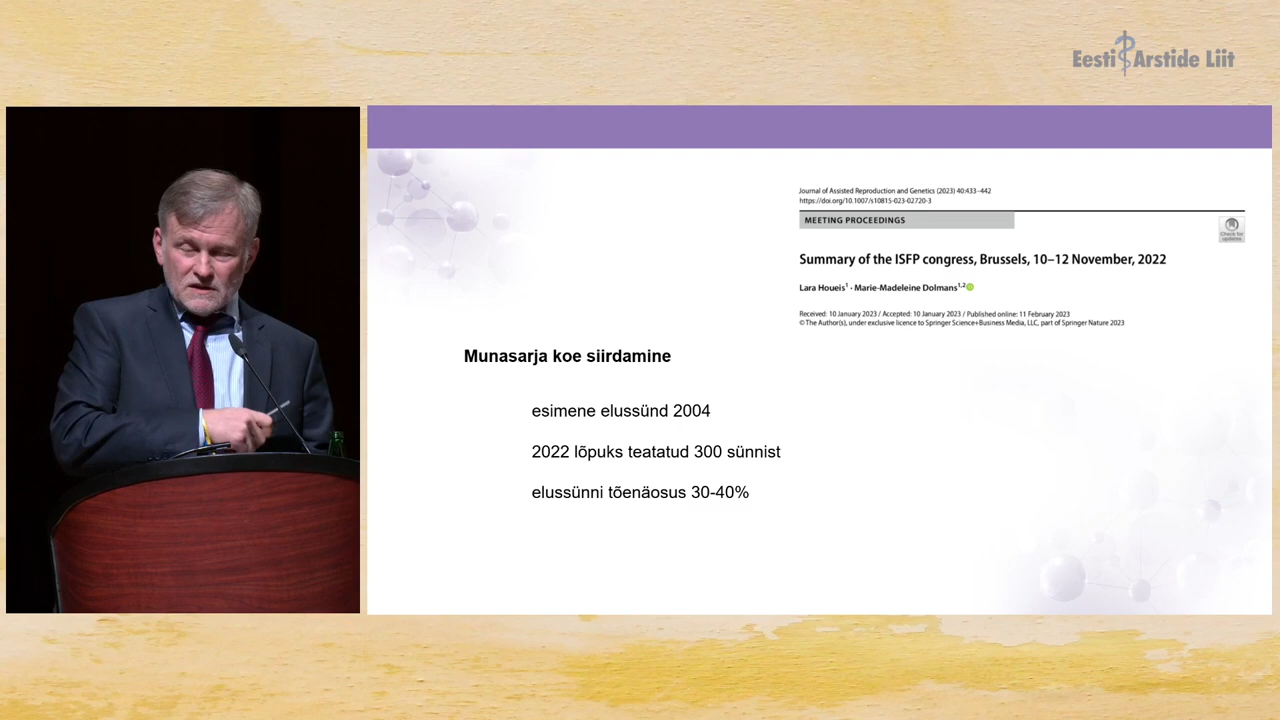 Eesti Arstide Liit
Journal of Assisted Reproduction and Genetics (2023) 40:433–442
https://doi.org/10.1007/s10815-023-02720-3
MEETING PROCEEDINGS
Check for
updates
Summary of the ISFP congress, Brussels, 10–12 November, 2022
Lara Houeis1 · Marie-Madeleine Dolmans1,2
Received: 10 January 2023 / Accepted: 10 January 2023 / Published online: 11 February 2023
© The Author(s), under exclusive licence to Springer Science+Business Media, LLC, part of Springer Nature 2023
Munasarja koe siirdamine
esimene elussünd 2004
2022 lõpuks teatatud 300 sünnist
elussünni tõenäosus 30-40%